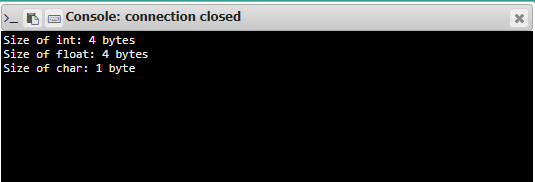 Console: connection closed
Size of int: 4 bytes
Size of float: 4 bytes
Size of char: 1 byte